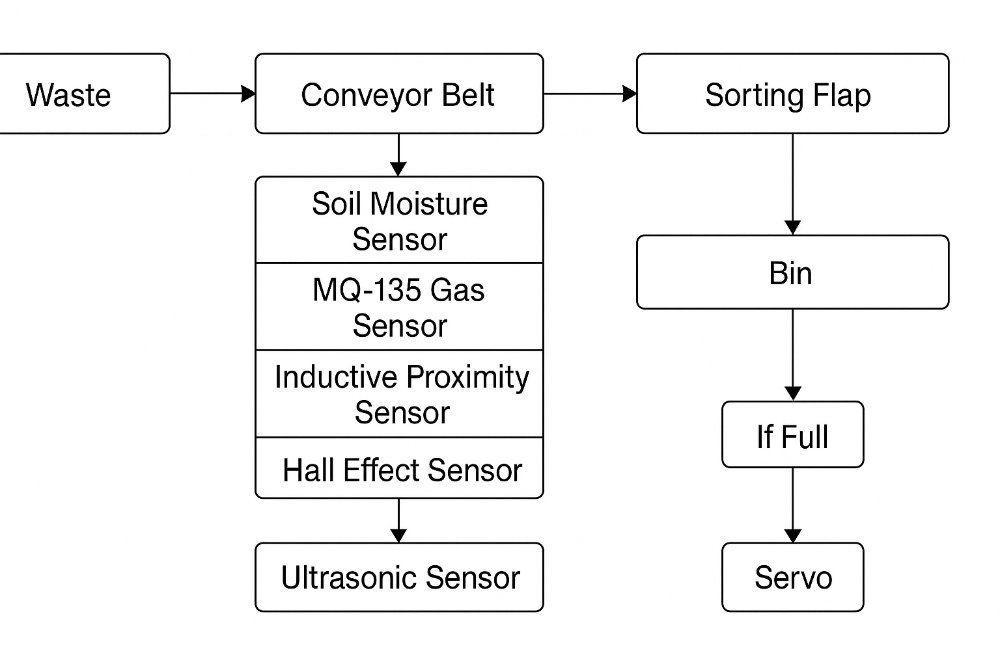 Waste
Conveyor Belt
Sorting Flap
Soil Moisture
Sensor
MQ-135 Gas
Sensor
Inductive Proximity
Sensor
Hall Effect Sensor
Ultrasonic Sensor
Bin
If Full
Servo